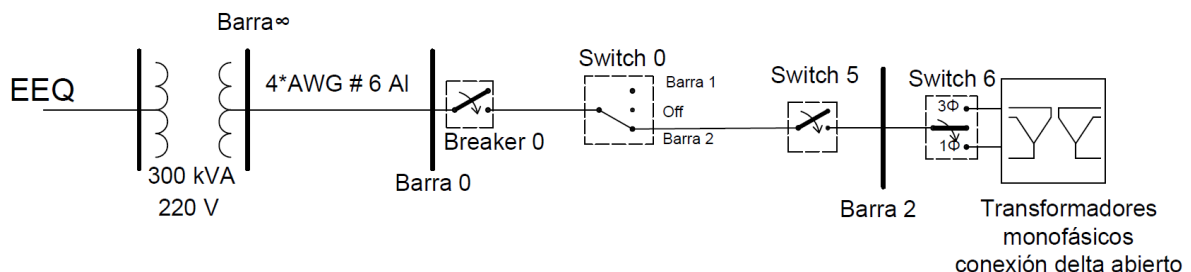 Barra∞
EEQ
4*AWG # 6 Al
300 kVA
220 V
Barra 0
Breaker 0
Switch 0
Barra 1
Off
Barra 2
Switch 5
Barra 2
Switch 6
3Φ
1Φ
Transformadores
monofásicos
conexión delta abierto